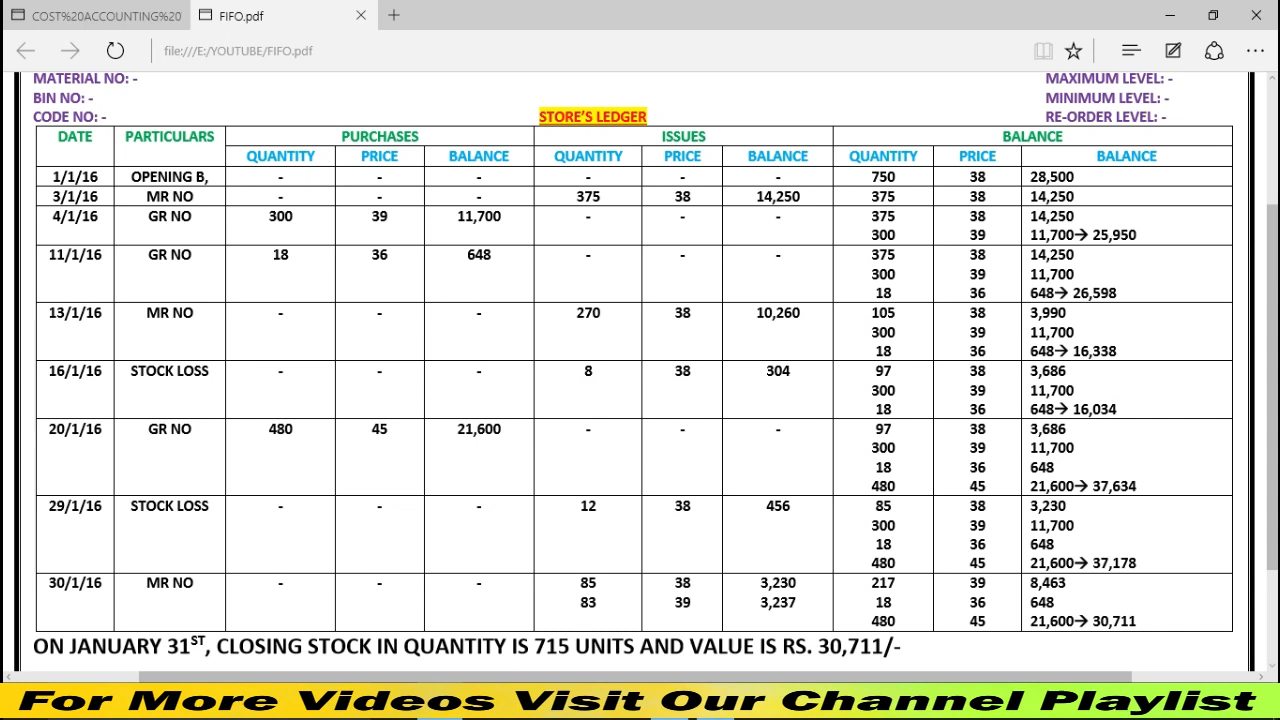 COST%20ACCOUNTING%20
FIFO.pdf
file:///E:/YOUTUBE/FIFO.pdf
MATERIAL NO: - MAXIMUM LEVEL: -
BIN NO: - MINIMUM LEVEL: -
CODE NO: - STORE'S LEDGER RE-ORDER LEVEL: -
DATE PARTICULARS PURCHASES ISSUES BALANCE
QUANTITY PRICE BALANCE QUANTITY PRICE BALANCE QUANTITY PRICE BALANCE
1/1/16 OPENING B, - - - - - - 750 38 28,500
3/1/16 MR NO - - - 375 38 14,250 375 38 14,250
4/1/16 GR NO 300 39 11,700 - - - 375 38 14,250
300 39 11,700→ 25,950
11/1/16 GR NO 18 36 648 - - - 375 38 14,250
300 39 11,700
18 36 648→ 26,598
13/1/16 MR NO - - - 270 38 10,260 105 38 3,990
300 39 11,700
18 36 648→ 16,338
16/1/16 STOCK LOSS - - - 8 38 304 97 38 3,686
300 39 11,700
18 36 648→ 16,034
20/1/16 GR NO 480 45 21,600 - - - 97 38 3,686
300 39 11,700
18 36 648
480 45 21,600→ 37,634
29/1/16 STOCK LOSS - - - 12 38 456 85 38 3,230
300 39 11,700
18 36 648
480 45 21,600→ 37,178
30/1/16 MR NO - - - 85 38 3,230 217 39 8,463
83 39 3,237 18 36 648
480 45 21,600→ 30,711
ON JANUARY 31ST, CLOSING STOCK IN QUANTITY IS 715 UNITS AND VALUE IS RS. 30,711/-
For More Videos Visit Our Channel Playlist